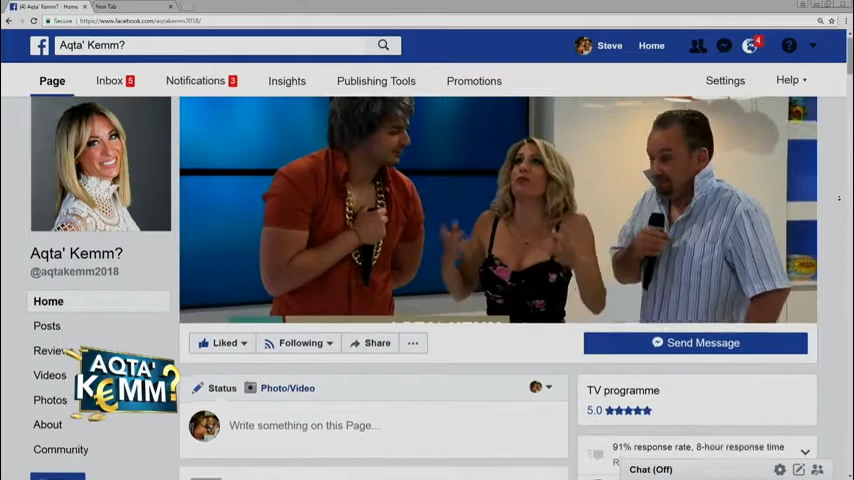 (4) Aqta' Kemm? - Home
New Tab
Secure
https://www.facebook.com/aqtakemm2018/
Aqta' Kemm?
Steve
Home
4
Page
Inbox 5
Notifications 3
Insights
Publishing Tools
Promotions
Settings
Help
Aqta' Kemm?
@aqtakemm2018
Home
Posts
Videos
Photos
About
Community
AQTA'
K€MM?
Liked
Following
Share
Send Message
Status
Photo/Video
Write something on this Page...
TV programme
5.0
91% response rate, 8-hour response time
Chat (Off)